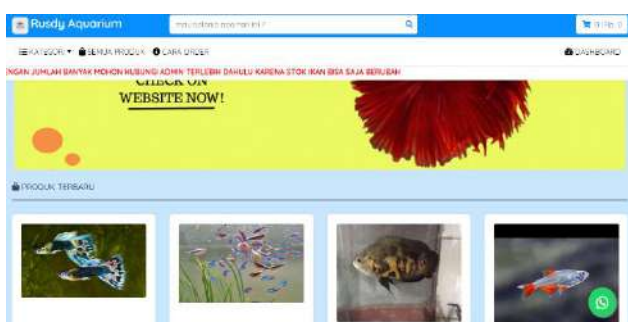 Rusdy Aquarium
KATEGORI
SEMUA PRODUK
CARA ORDER
DASHBOARD
NGAN JUMLAH BANYAK MOHON HUBUNGI ADMIN TERLEBIH DAHULU KARENA STOK IKAN BISA SAJA BERUBAH
CHECK ON
WEBSITE NOW!
PRODUK TERBARU